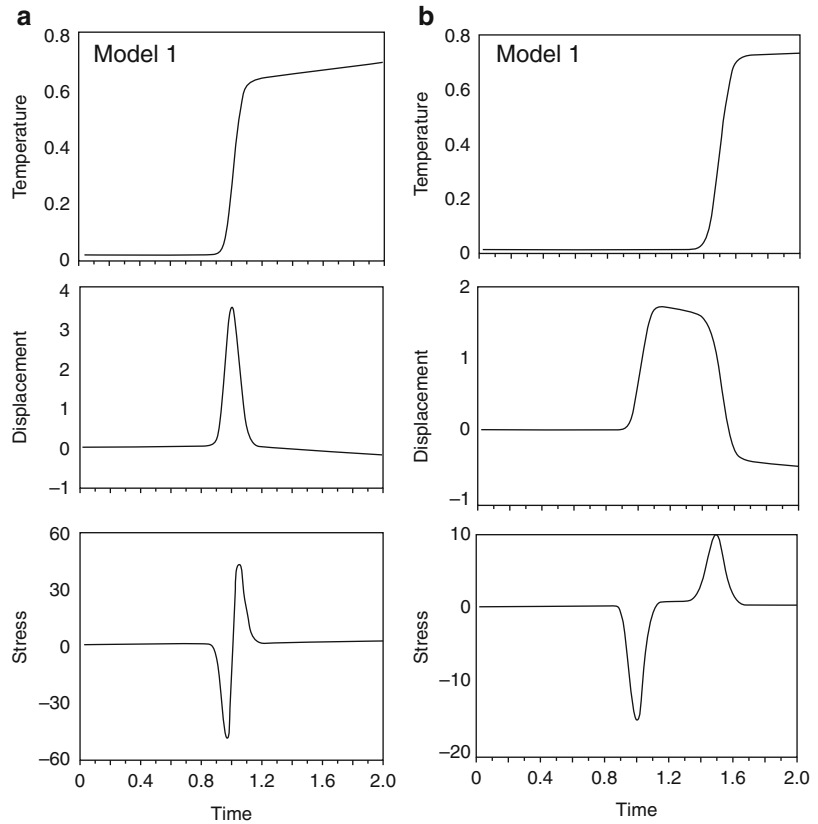 a
Model 1
Temperature
0.8
0.6
0.4
0.2
0
Displacement
4
3
2
1
0
–1
Stress
60
30
0
–30
–60
0 0.4 0.8 1.2 1.6 2.0
Time
b
Model 1
Temperature
0.8
0.6
0.4
0.2
0
Displacement
2
1
0
–1
Stress
10
0
–10
–20
0 0.4 0.8 1.2 1.6 2.0
Time